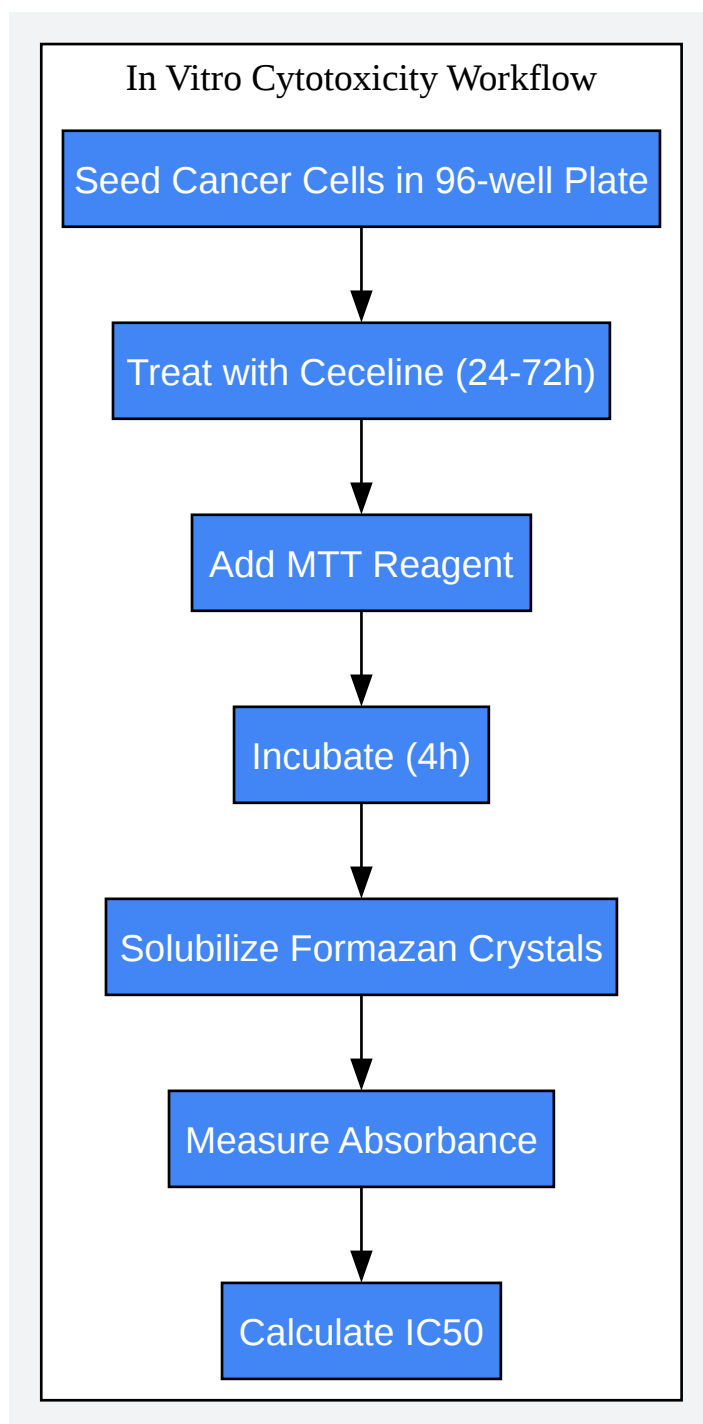 In Vitro Cytotoxicity Workflow
Seed Cancer Cells in 96-well Plate
Treat with Ceceline (24-72h)
Add MTT Reagent
Incubate (4h)
Solubilize Formazan Crystals
Measure Absorbance
Calculate IC50